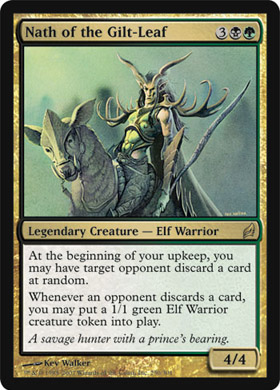 Nath of the Gilt-Leaf 3
Legendary Creature — Elf Warrior
At the beginning of your upkeep, you
may have target opponent discard a card
at random.
Whenever an opponent discards a card,
you may put a 1/1 green Elf Warrior
creature token into play.
A savage hunter with a prince's bearing.
Kev Walker
4/4